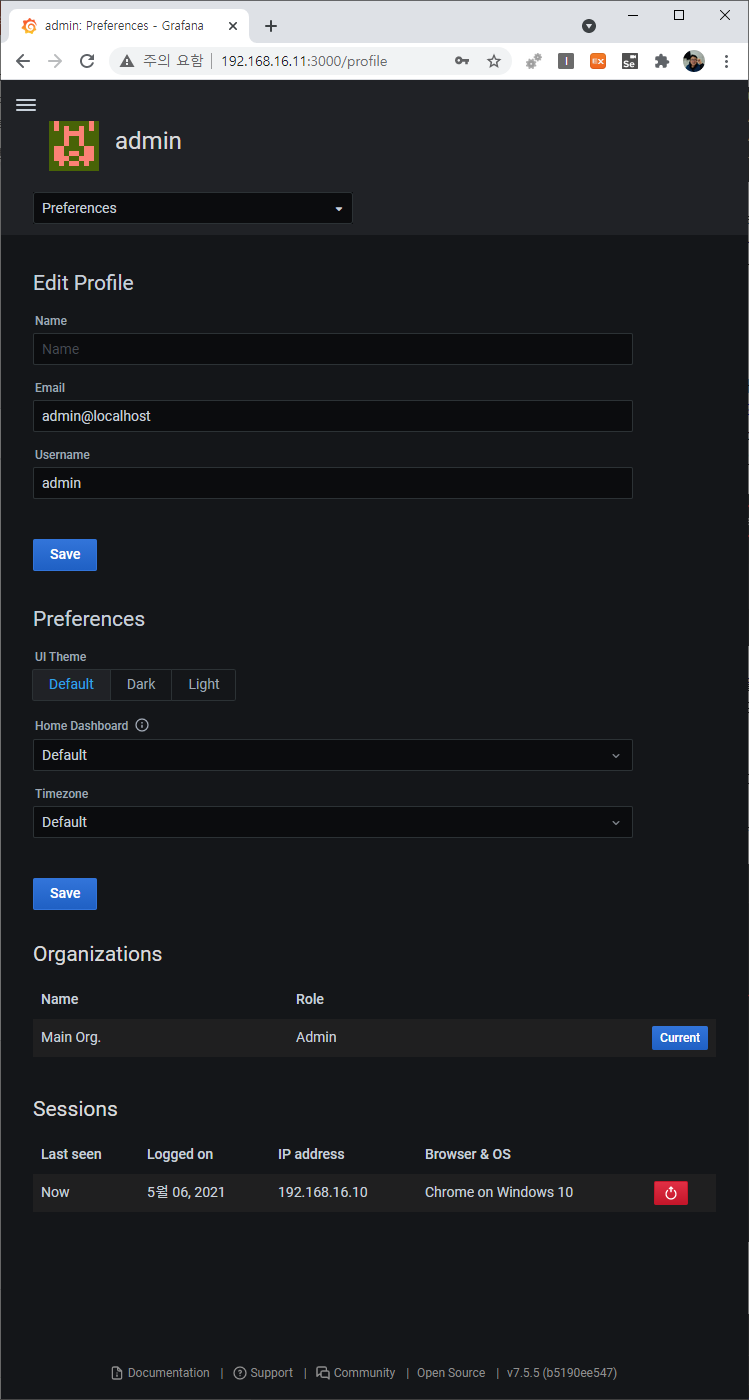 admin: Preferences - Grafana
주의 요함 | 192.168.16.11:3000/profile
I
EX
Se
admin
Preferences
Edit Profile
Name
Name
Email
admin@localhost
Username
admin
Save
Preferences
UI Theme
Default Dark Light
Home Dashboard
Default
Timezone
Default
Save
Organizations
Name Role
Main Org. Admin Current
Sessions
Last seen Logged on IP address Browser & OS
Now 5월 06, 2021 192.168.16.10 Chrome on Windows 10
Documentation | Support | Community | Open Source | v7.5.5 (b5190ee547)